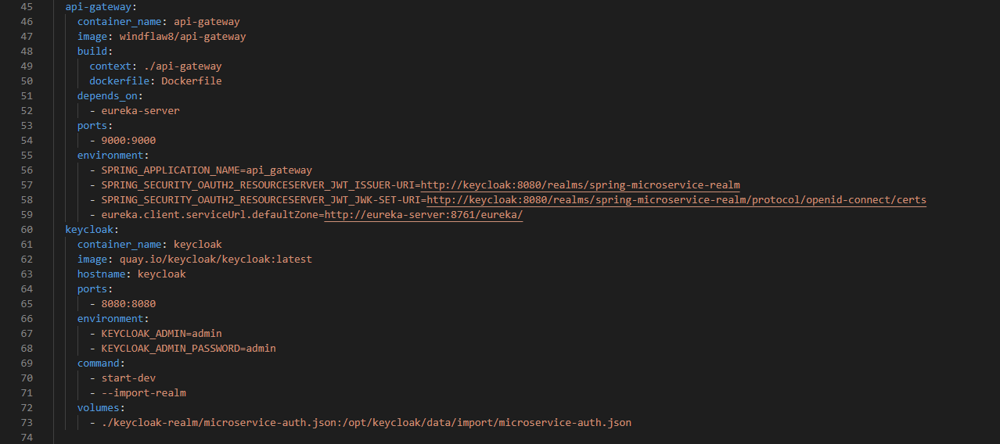 45 api-gateway:
46 container_name: api-gateway
47 image: windflaw8/api-gateway
48 build:
49 context: ./api-gateway
50 dockerfile: Dockerfile
51 depends_on:
52 - eureka-server
53 ports:
54 - 9000:9000
55 environment:
56 - SPRING_APPLICATION_NAME=api_gateway
57 - SPRING_SECURITY_OAUTH2_RESOURCESERVER_JWT_ISSUER-URI=http://keycloak:8080/realms/spring-microservice-realm
58 - SPRING_SECURITY_OAUTH2_RESOURCESERVER_JWT_JWK-SET-URI=http://keycloak:8080/realms/spring-microservice-realm/protocol/openid-connect/certs
59 - eureka.client.serviceUrl.defaultZone=http://eureka-server:8761/eureka/
60 keycloak:
61 container_name: keycloak
62 image: quay.io/keycloak/keycloak:latest
63 hostname: keycloak
64 ports:
65 - 8080:8080
66 environment:
67 - KEYCLOAK_ADMIN=admin
68 - KEYCLOAK_ADMIN_PASSWORD=admin
69 command:
70 - start-dev
71 - --import-realm
72 volumes:
73 - ./keycloak-realm/microservice-auth.json:/opt/keycloak/data/import/microservice-auth.json
74